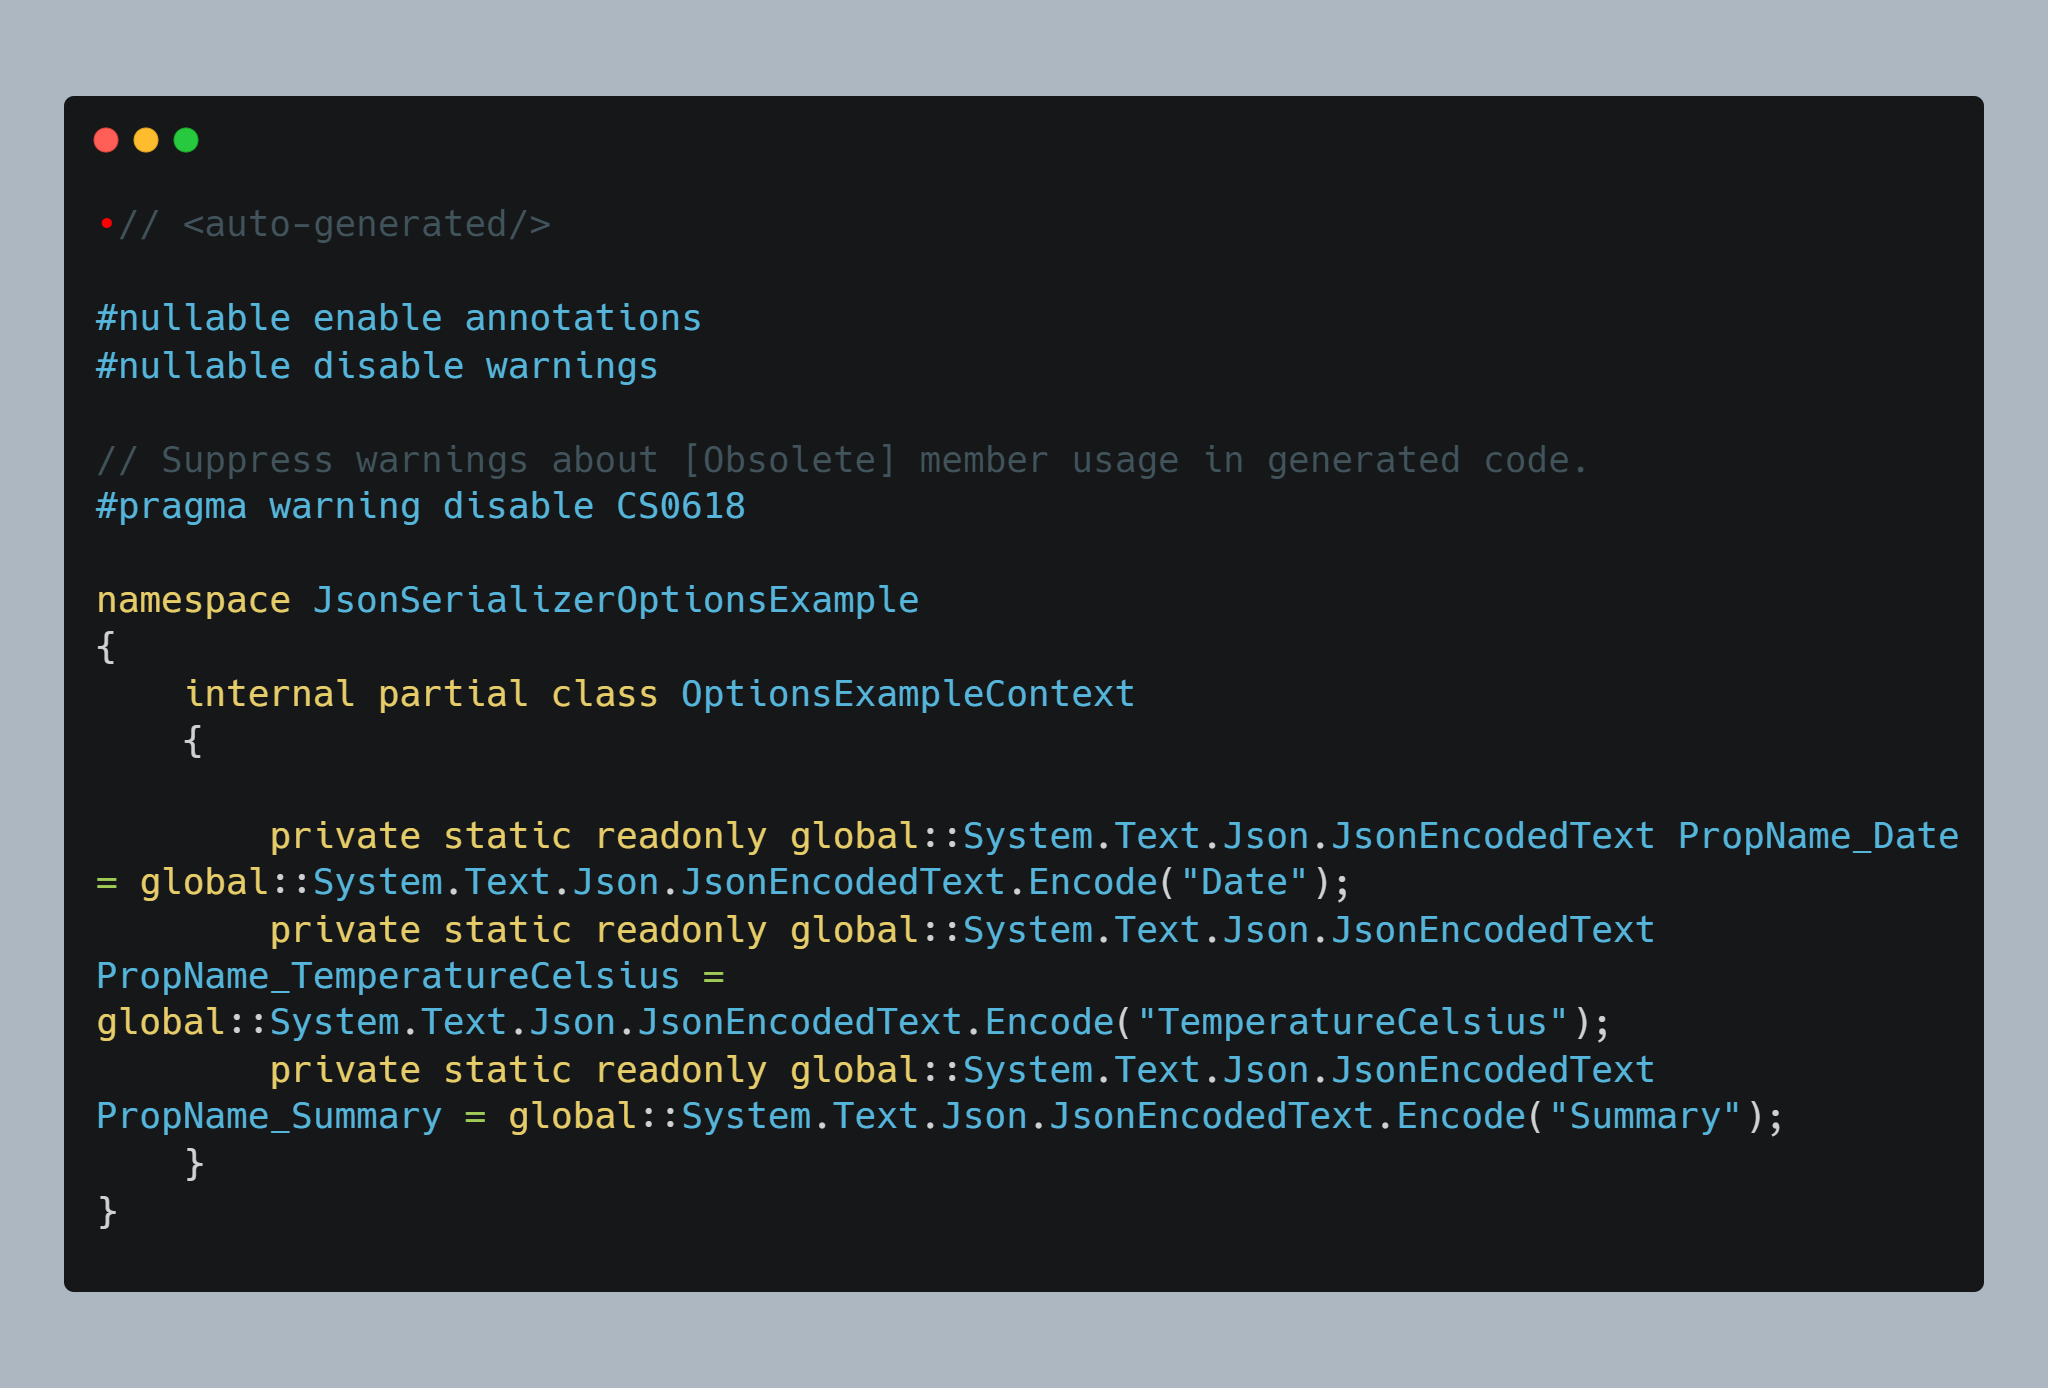 •// <auto-generated/>
#nullable enable annotations
#nullable disable warnings
// Suppress warnings about [Obsolete] member usage in generated code.
#pragma warning disable CS0618
namespace JsonSerializerOptionsExample
{
    internal partial class OptionsExampleContext
    {
        private static readonly global::System.Text.Json.JsonEncodedText PropName_Date
= global::System.Text.Json.JsonEncodedText.Encode("Date");
        private static readonly global::System.Text.Json.JsonEncodedText
PropName_TemperatureCelsius =
global::System.Text.Json.JsonEncodedText.Encode("TemperatureCelsius");
        private static readonly global::System.Text.Json.JsonEncodedText
PropName_Summary = global::System.Text.Json.JsonEncodedText.Encode("Summary");
    }
}